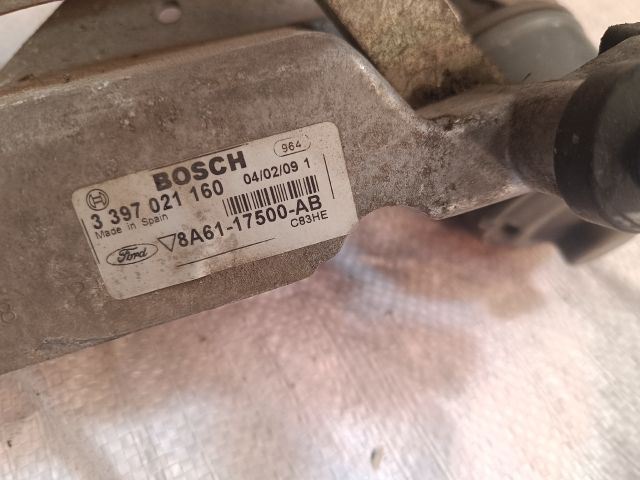 964
BOSCH
3 397 021 160 04/02/09 1
Made in Spain
Ford 8A61-17500-AB
C83HE